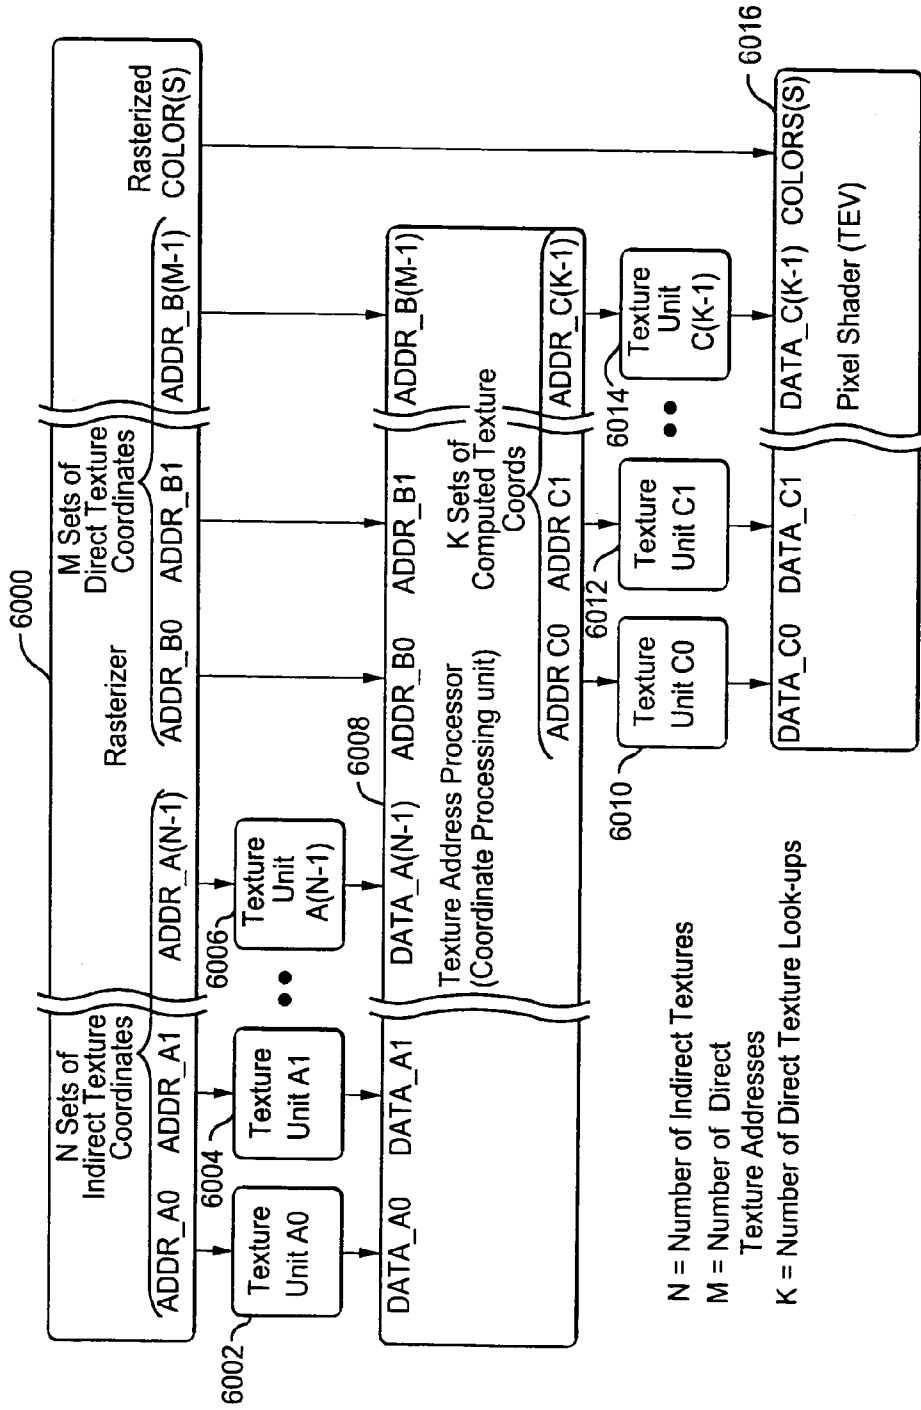 6000
N Sets of
Indirect Texture
Coordinates
Rasterizer
M Sets of
Direct Texture
Coordinates
Rasterized
COLOR(S)
ADDR_A0
ADDR_A1
ADDR_A(N-1)
ADDR_B0
ADDR_B1
ADDR_B(M-1)
6002
Texture
Unit A0
6004
Texture
Unit A1
6006
Texture
Unit
A(N-1)
6008
DATA_A0
DATA_A1
DATA_A(N-1)
ADDR_B0
ADDR_B1
ADDR_B(M-1)
Texture Address Processor
(Coordinate Processing unit)
K Sets of
Computed Texture
Coords
ADDR C0
ADDR C1
ADDR_C(K-1)
6010
Texture
Unit C0
6012
Texture
Unit C1
6014
Texture
Unit
C(K-1)
6016
DATA_C0
DATA_C1
DATA_C(K-1)
COLORS(S)
Pixel Shader (TEV)
N = Number of Indirect Textures
M = Number of Direct
Texture Addresses
K = Number of Direct Texture Look-ups